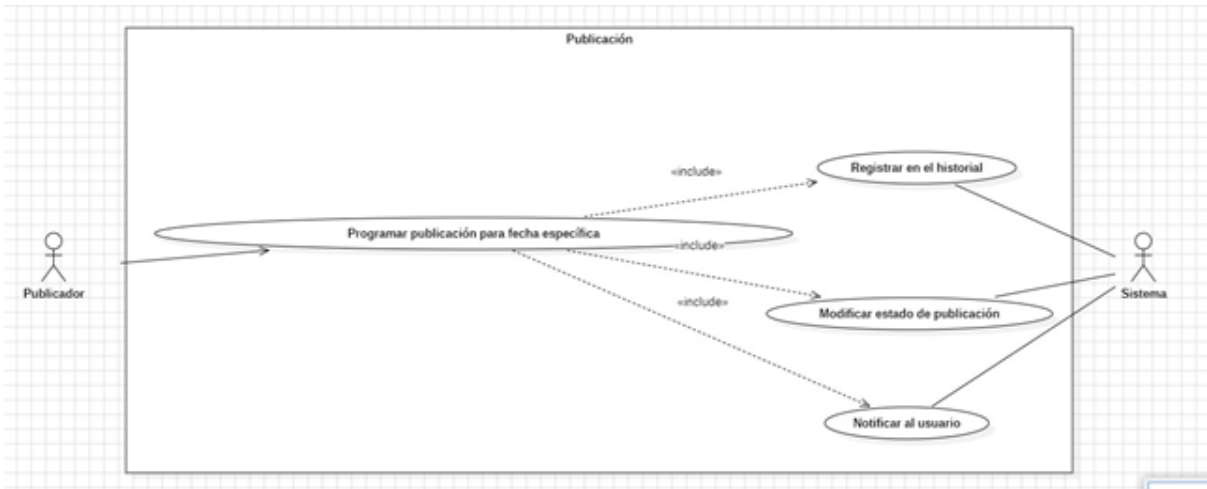 Publicación
«include»
Registrar en el historial
Programar publicación para fecha específica
«include»
Publicador
Sistema
«include»
Modificar estado de publicación
Notificar al usuario